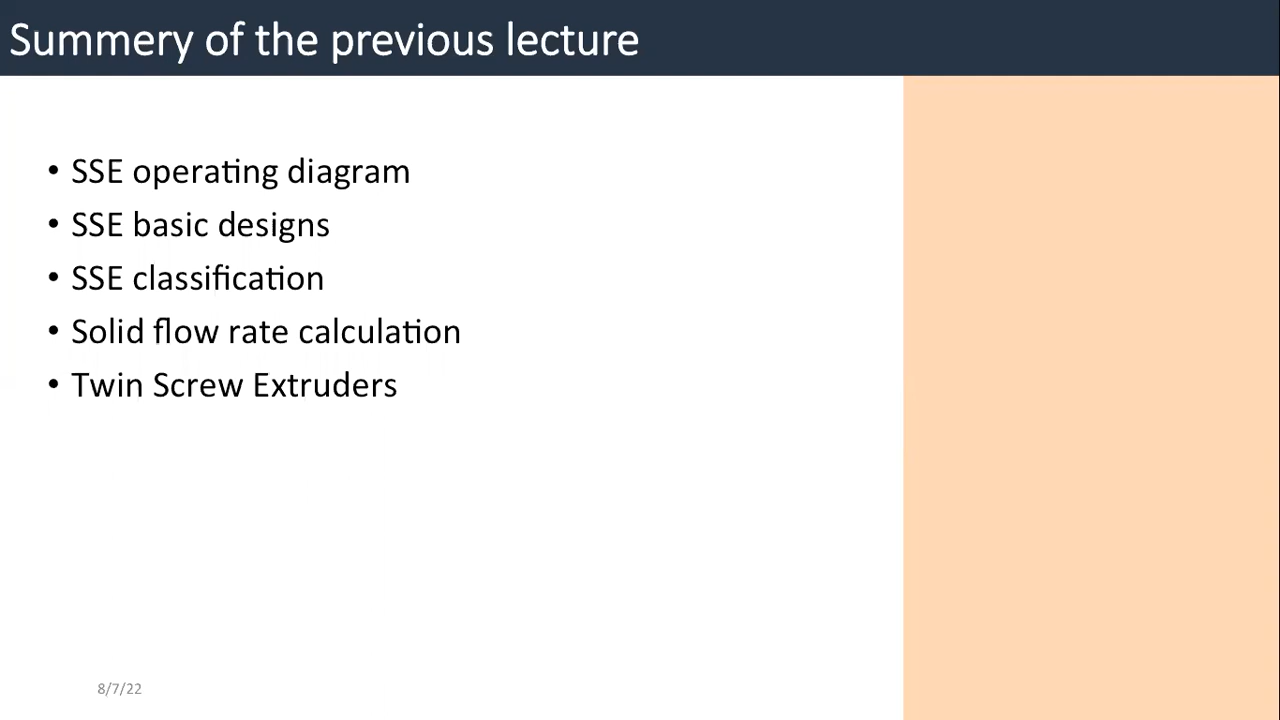 Summery of the previous lecture
• SSE operating diagram
• SSE basic designs
• SSE classification
• Solid flow rate calculation
• Twin Screw Extruders
8/7/22